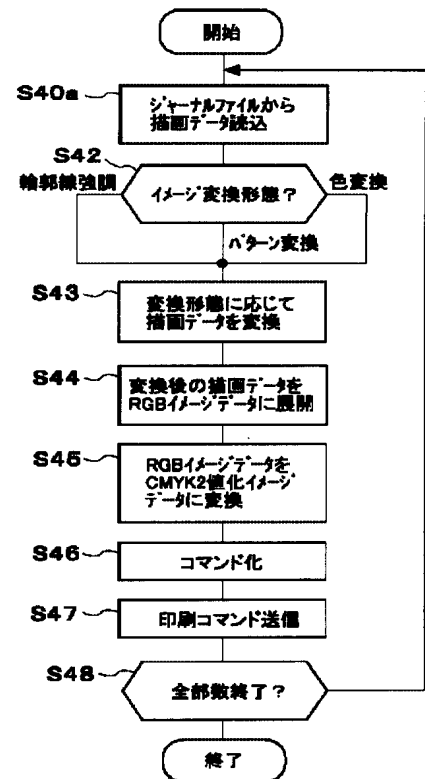 開始
S40a
ジャーナルファイルから
描画データ読込
S42
輪郭線強調
イメージ変換形態？
色変換
パターン変換
S43
変換形態に応じて
描画データを変換
S44
変換後の描画データを
RGBイメージデータに展開
S45
RGBイメージデータを
CMYK2値化イメージ
データに変換
S46
コマンド化
S47
印刷コマンド送信
S48
全部数終了？
終了